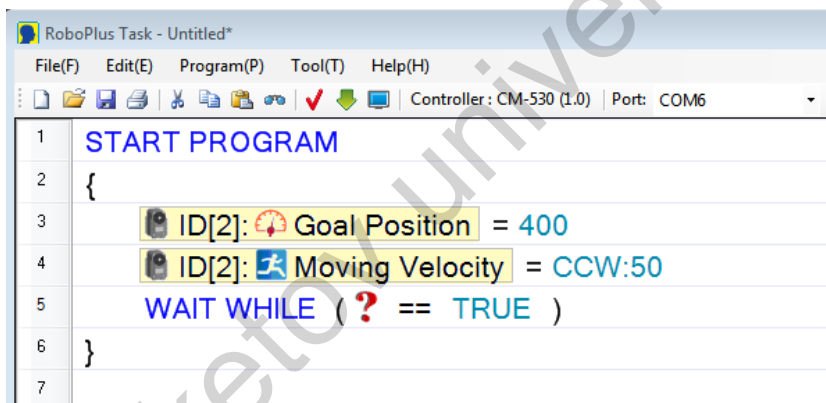 RoboPlus Task - Untitled*
File(F) Edit(E) Program(P) Tool(T) Help(H)
Controller : CM-530 (1.0) Port: COM6
1 START PROGRAM
2 {
3 ID[2]: Goal Position = 400
4 ID[2]: Moving Velocity = CCW:50
5 WAIT WHILE ( ? == TRUE )
6 }
7
ketov univer